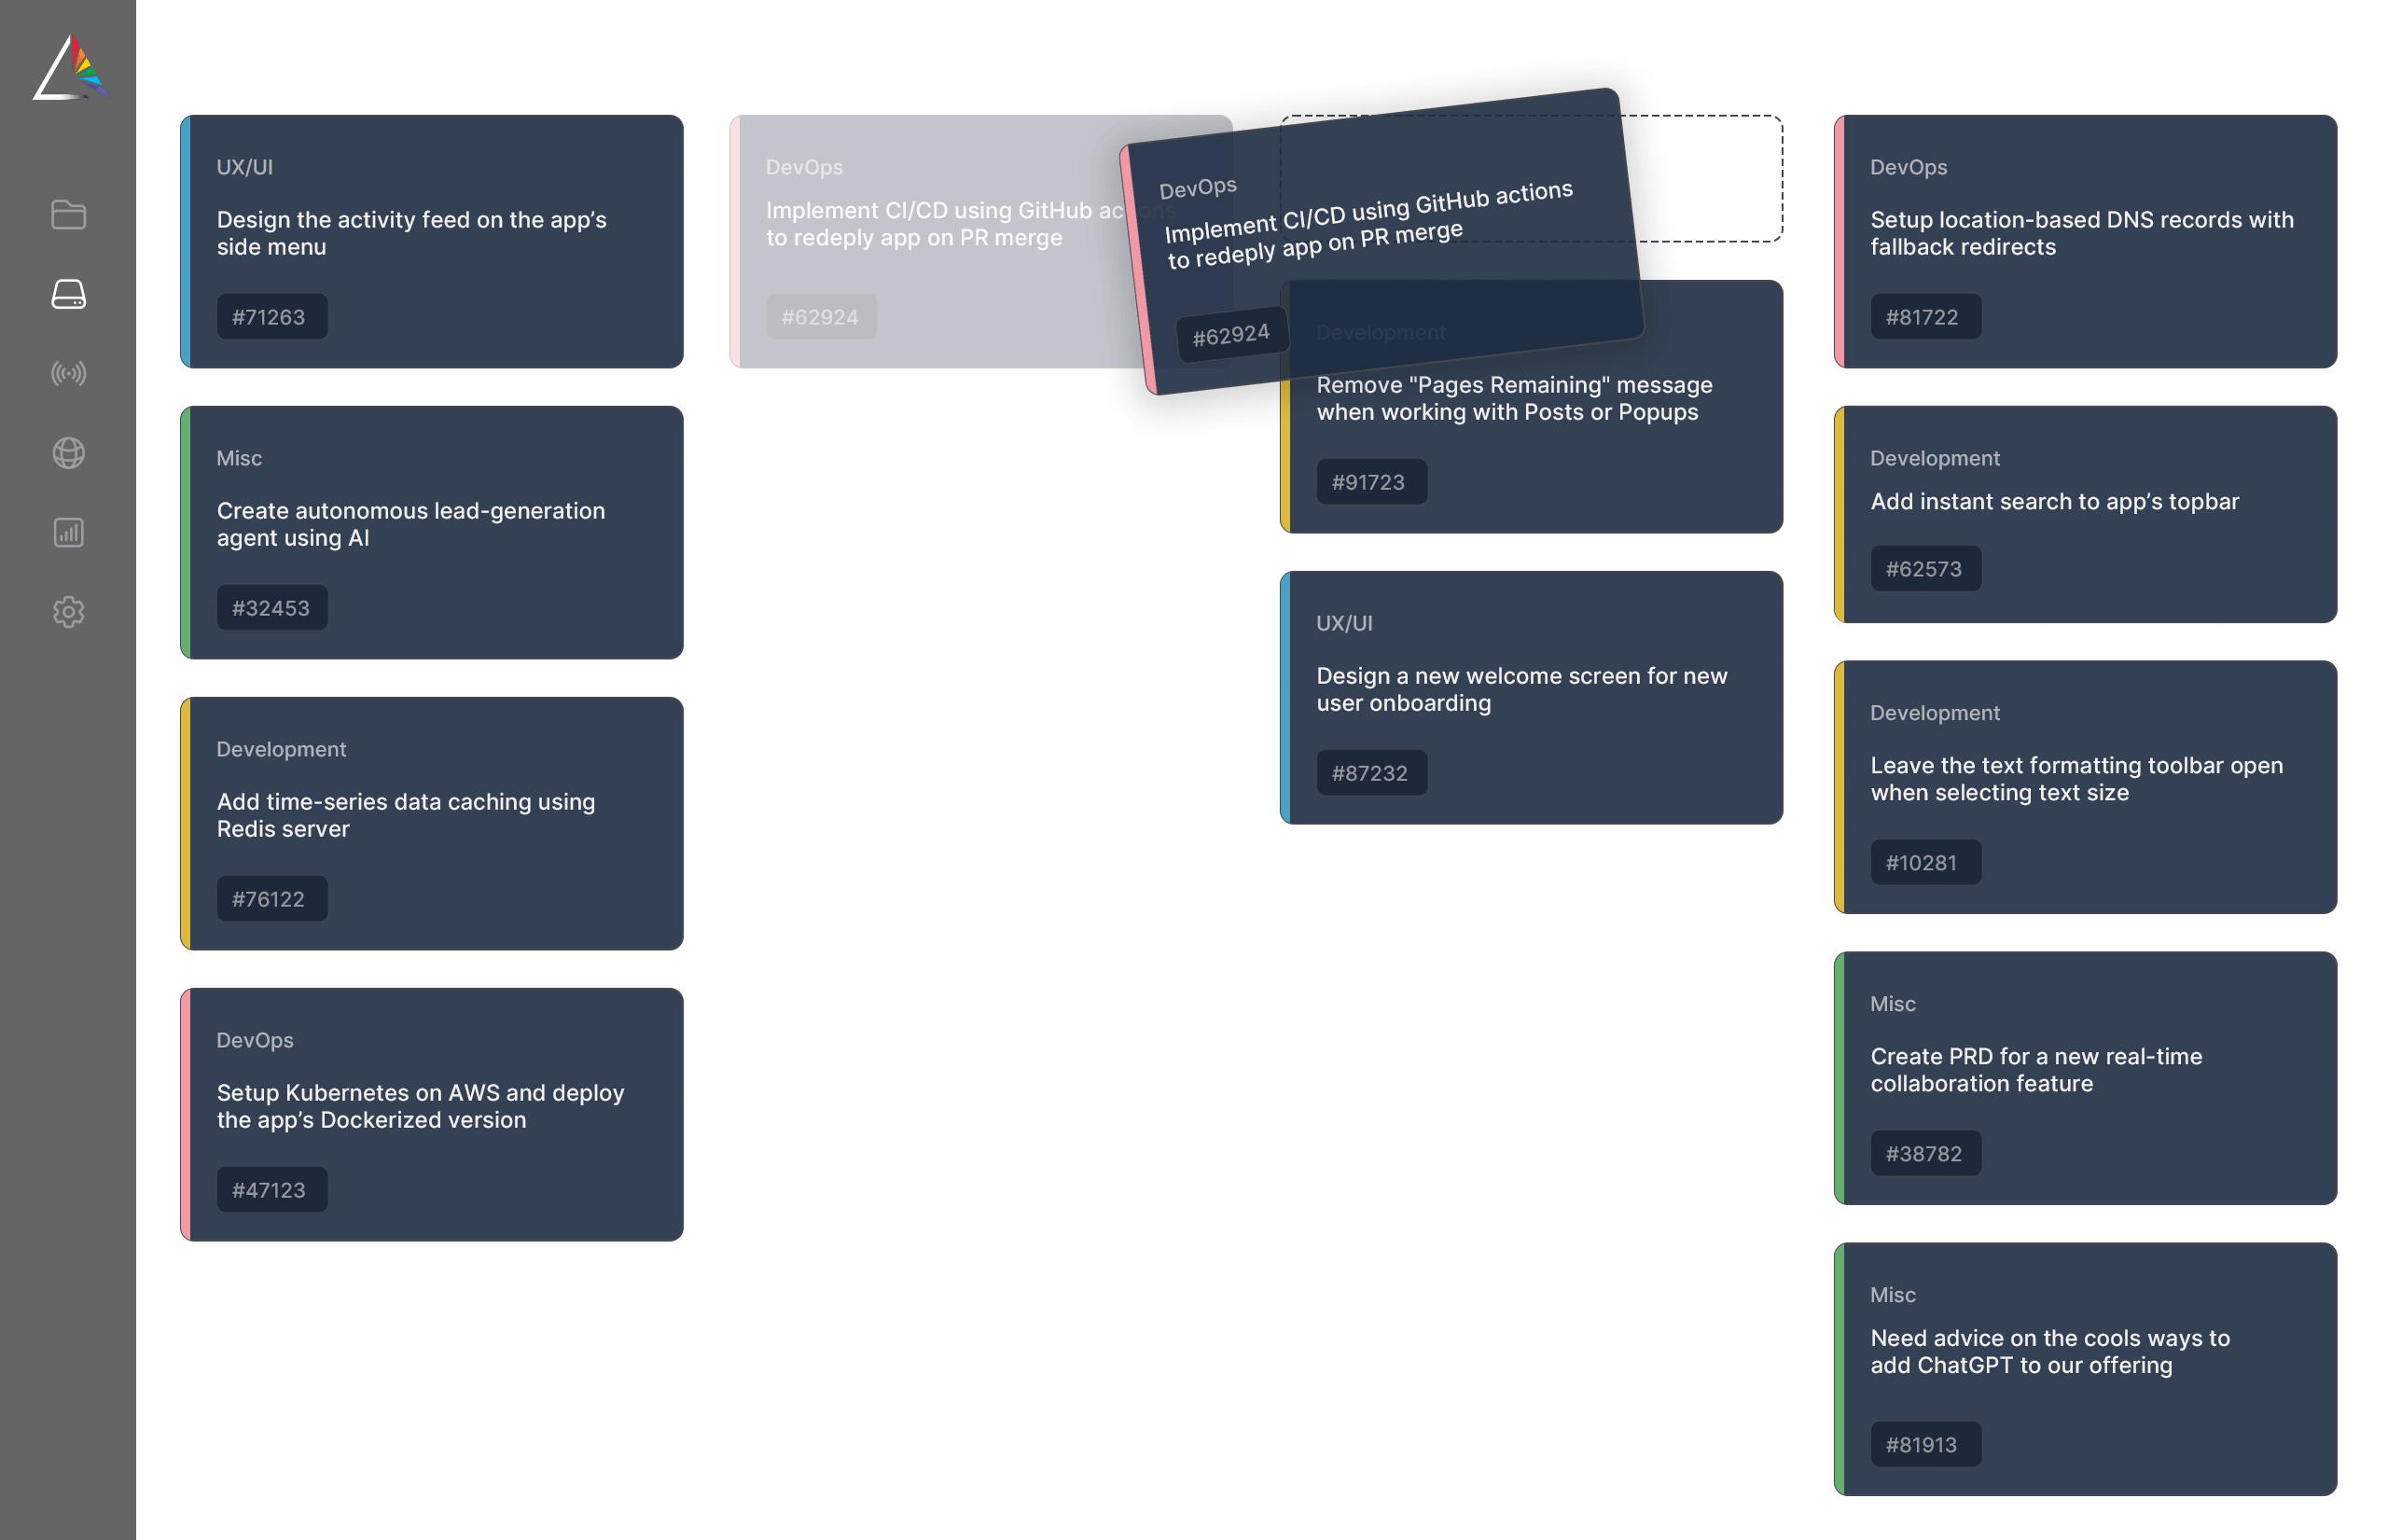 UX/UI
Design the activity feed on the app’s
side menu
#71263
Misc
Create autonomous lead-generation
agent using AI
#32453
Development
Add time-series data caching using
Redis server
#76122
DevOps
Setup Kubernetes on AWS and deploy
the app’s Dockerized version
#47123
DevOps
Implement CI/CD using GitHub actions
to redeply app on PR merge
#62924
DevOps
Implement CI/CD using GitHub actions
to redeply app on PR merge
#62924
Development
Remove "Pages Remaining" message
when working with Posts or Popups
#91723
UX/UI
Design a new welcome screen for new
user onboarding
#87232
DevOps
Setup location-based DNS records with
fallback redirects
#81722
Development
Add instant search to app’s topbar
#62573
Development
Leave the text formatting toolbar open
when selecting text size
#10281
Misc
Create PRD for a new real-time
collaboration feature
#38782
Misc
Need advice on the cools ways to
add ChatGPT to our offering
#81913